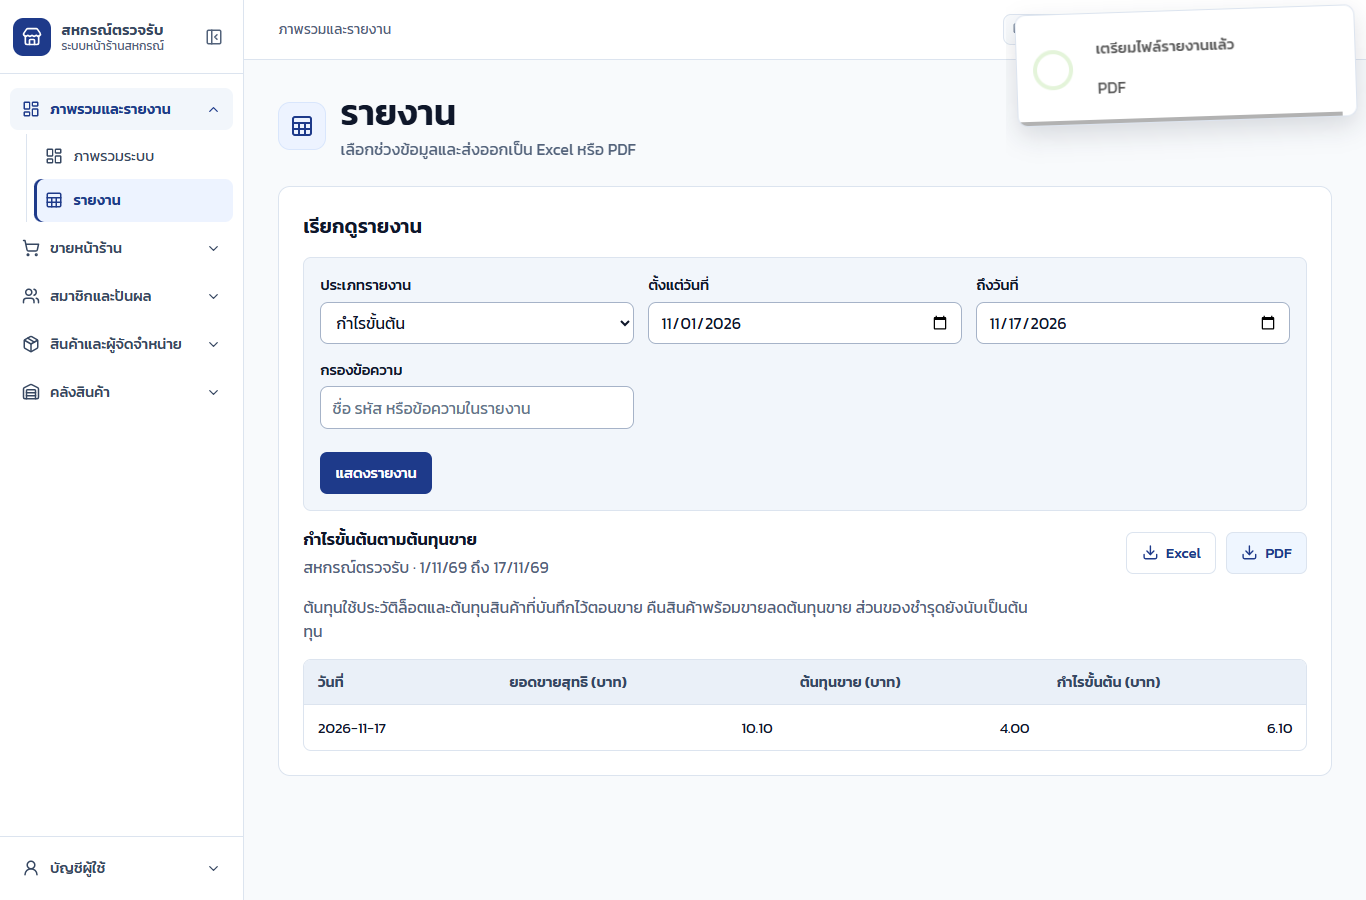 สหกรณ์ตรวจรับ
ระบบหน้าร้านสหกรณ์
ภาพรวมและรายงาน
ภาพรวมระบบ
รายงาน
ขายหน้าร้าน
สมาชิกและปันผล
สินค้าและผู้จัดจำหน่าย
คลังสินค้า
บัญชีผู้ใช้
ภาพรวมและรายงาน
เตรียมไฟล์รายงานแล้ว
PDF
รายงาน
เลือกช่วงข้อมูลและส่งออกเป็น Excel หรือ PDF
เรียกดูรายงาน
ประเภทรายงาน
กำไรขั้นต้น
ตั้งแต่วันที่
11/01/2026
ถึงวันที่
11/17/2026
กรองข้อความ
ชื่อ รหัส หรือข้อความในรายงาน
แสดงรายงาน
กำไรขั้นต้นตามต้นทุนขาย
สหกรณ์ตรวจรับ · 1/11/69 ถึง 17/11/69
Excel
PDF
ต้นทุนใช้ประวัติล็อตและต้นทุนสินค้าที่บันทึกไว้ตอนขาย คืนสินค้าพร้อมขายลดต้นทุนขาย ส่วนของชำรุดยังนับเป็นต้น
ทุน
วันที่ ยอดขายสุทธิ (บาท) ต้นทุนขาย (บาท) กำไรขั้นต้น (บาท)
2026-11-17 10.10 4.00 6.10